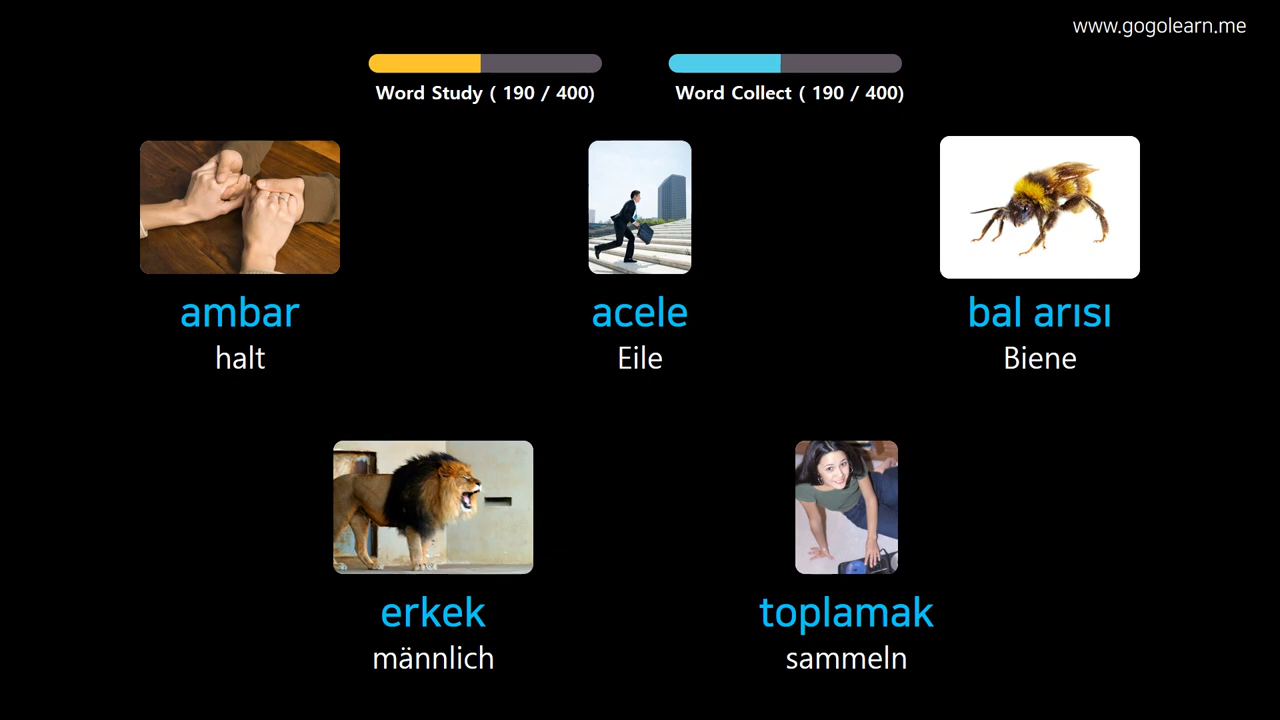 www.gogolearn.me
Word Study ( 190 / 400)
Word Collect ( 190 / 400)
ambar
halt
acele
Eile
bal arısı
Biene
erkek
männlich
toplamak
sammeln